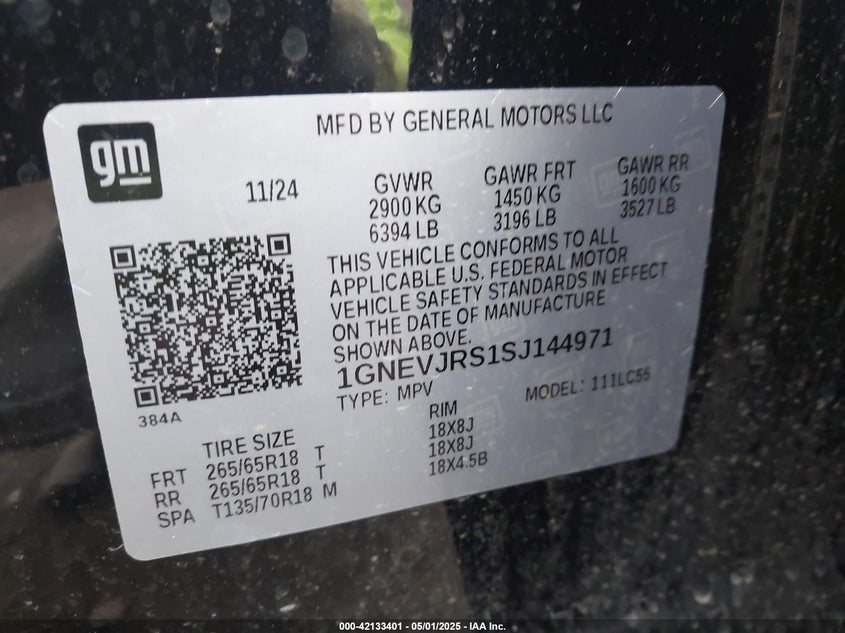 gm
MFD BY GENERAL MOTORS LLC
11/24
GVWR
2900 KG
6394 LB
GAWR FRT
1450 KG
3196 LB
GAWR RR
1600 KG
3527 LB
THIS VEHICLE CONFORMS TO ALL
APPLICABLE U.S. FEDERAL MOTOR
VEHICLE SAFETY STANDARDS IN EFFECT
ON THE DATE OF MANUFACTURE
SHOWN ABOVE.
1GNEVJRS1SJ144971
TYPE: MPV
MODEL: 111LC56
384A
TIRE SIZE
RIM
FRT 265/65R18 T 18X8J
RR 265/65R18 T 18X8J
SPA T135/70R18 M 18X4.5B
000-42133401 - 05/01/2025 - IAA Inc.